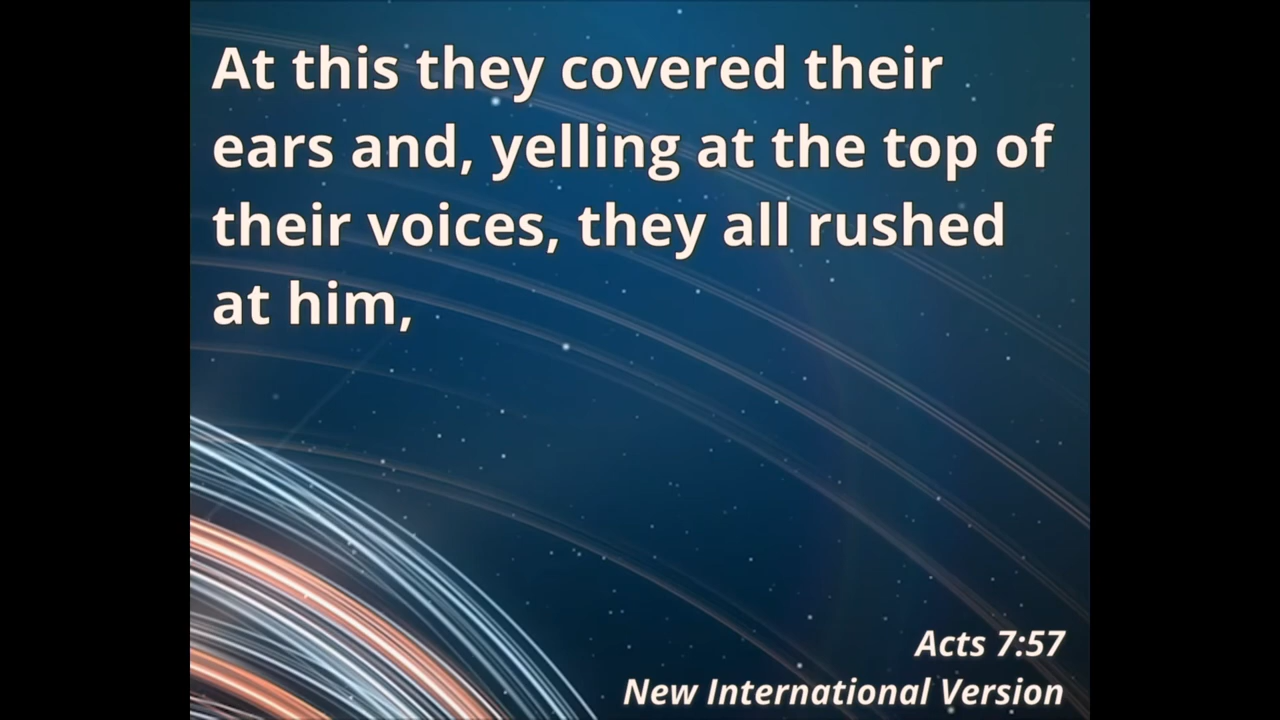 At this they covered their
ears and, yelling at the top of
their voices, they all rushed
at him,
Acts 7:57
New International Version